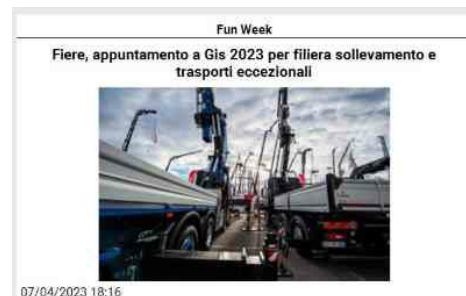 Fun Week
Fiere, appuntamento a Gis 2023 per filiera sollevamento e
trasporti eccezionali
07/04/2023 18:16